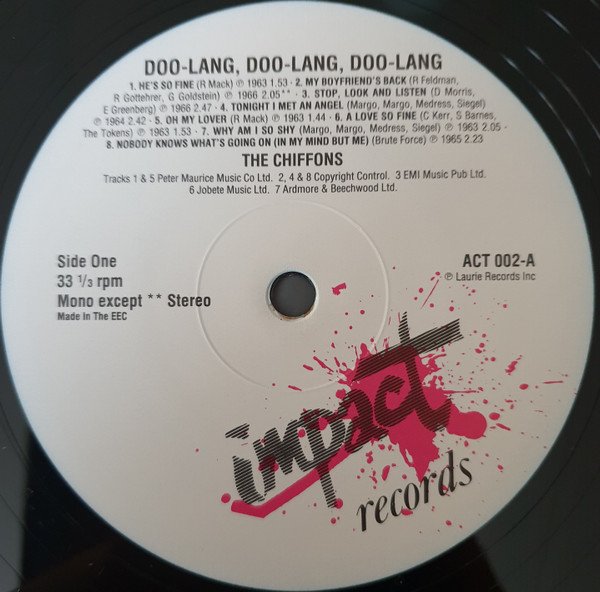 DOO-LANG, DOO-LANG, DOO-LANG
1. HE'S SO FINE (R Mack) ℗ 1963 1.53 · 2. MY BOYFRIEND'S BACK (R Feldman,
R Gottehrer, G Goldstein) ℗ 1966 2.05** · 3. STOP, LOOK AND LISTEN (D Morris,
E Greenberg) ℗ 1966 2.47 · 4. TONIGHT I MET AN ANGEL (Margo, Margo, Medress, Siegel)
℗ 1964 2.42 · 5. OH MY LOVER (R Mack) ℗ 1963 1.44 · 6. A LOVE SO FINE (C Kerr, S Barnes,
The Tokens) ℗ 1963 1.53 · 7. WHY AM I SO SHY (Margo, Margo, Medress, Siegel) ℗ 1963 2.05 ·
8. NOBODY KNOWS WHAT'S GOING ON (IN MY MIND BUT ME) (Brute Force) ℗ 1965 2.23
THE CHIFFONS
Tracks 1 & 5 Peter Maurice Music Co Ltd. 2, 4 & 8 Copyright Control. 3 EMI Music Pub Ltd.
6 Jobete Music Ltd. 7 Ardmore & Beechwood Ltd.
Side One
33 1/3 rpm
Mono except ** Stereo
Made In The EEC
ACT 002-A
℗ Laurie Records Inc
impact
records